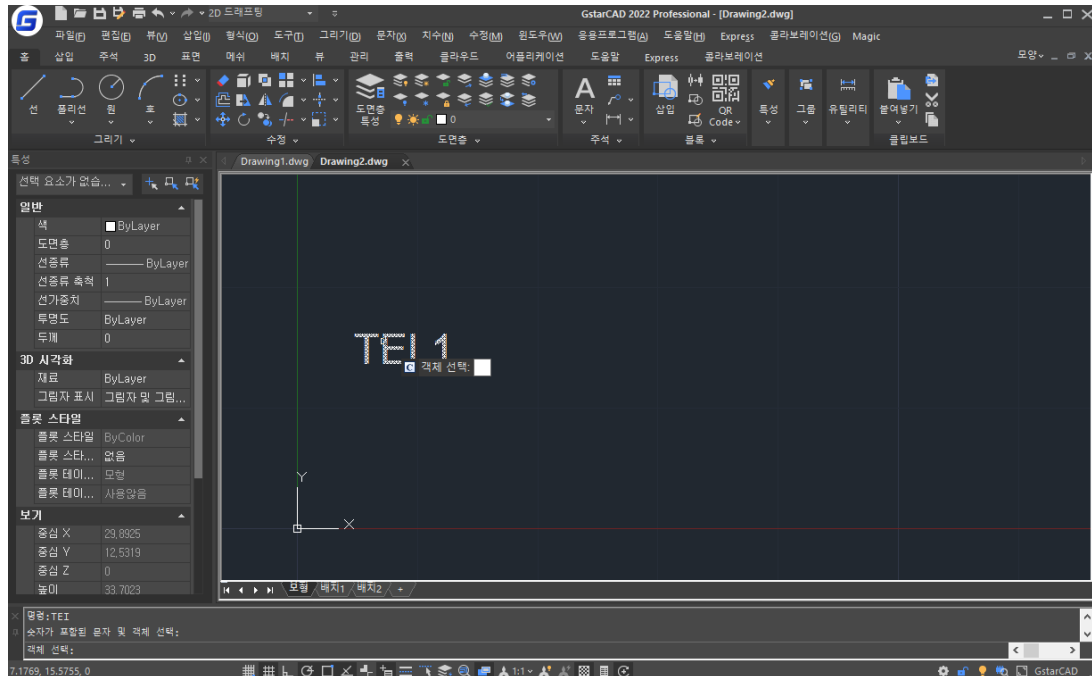 2D 드래프팅
GstarCAD 2022 Professional - [Drawing2.dwg]
파일(F) 편집(E) 뷰(V) 삽입(I) 형식(O) 도구(T) 그리기(D) 문자(X) 치수(N) 수정(M) 윈도우(W) 응용프로그램(A) 도움말(H) Express 콜라보레이션(G) Magic
홈 삽입 주석 3D 표면 메쉬 배치 뷰 관리 출력 클라우드 어플리케이션 도움말 Express 콜라보레이션 모양
선 폴리선 원 호
도면층 특성 0
문자
삽입 QR Code
특성 그룹 유틸리티 붙여넣기
그리기 수정 도면층 주석 블록 클립보드
특성
Drawing1.dwg Drawing2.dwg
선택 요소가 없습...
일반
색 ByLayer
도면층 0
선종류 ByLayer
선종류 축척 1
선가중치 ByLayer
투명도 ByLayer
두께 0
3D 시각화
재료 ByLayer
그림자 표시 그림자 및 그림...
플롯 스타일
플롯 스타일 ByColor
플롯 스타... 없음
플롯 테이... 모형
플롯 테이... 사용않음
보기
중심 X 29.8925
중심 Y 12.5319
중심 Z 0
높이 33.7023
TEI 1
객체 선택:
Y
X
모형 배치1 배치2 +
명령:TEI
숫자가 포함된 문자 및 객체 선택:
객체 선택:
7.1769, 15.5755, 0
1:1
GstarCAD